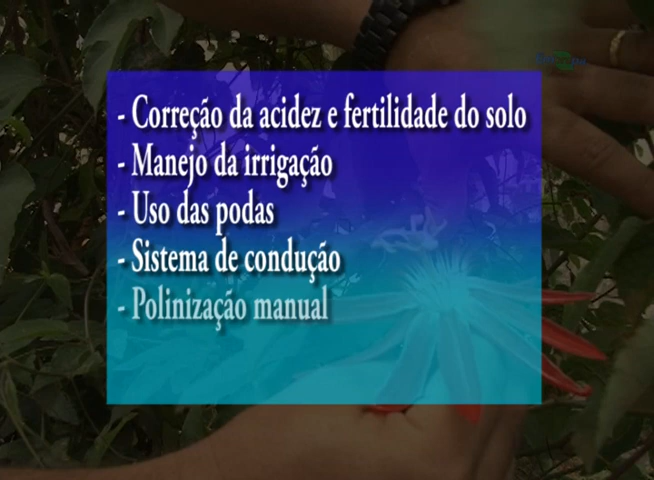 - Correção da acidez e fertilidade do solo
- Manejo da irrigação
- Uso das podas
- Sistema de condução
- Polinização manual